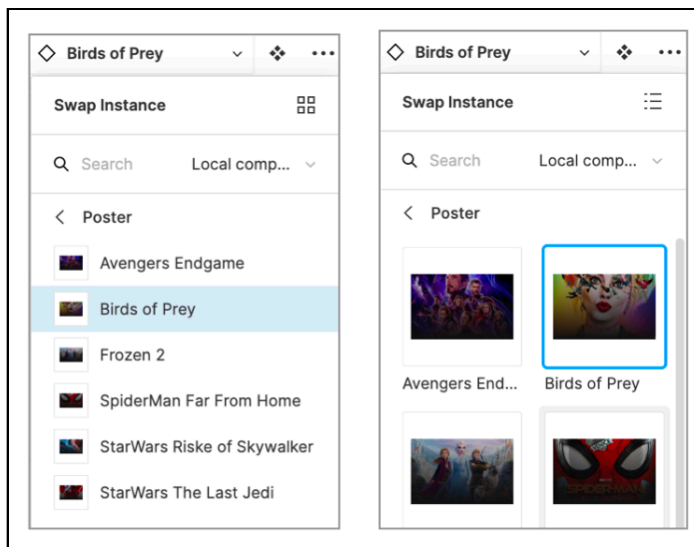 Birds of Prey
Swap Instance
Search Local comp...
Poster
Avengers Endgame
Birds of Prey
Frozen 2
SpiderMan Far From Home
StarWars Riske of Skywalker
StarWars The Last Jedi
Birds of Prey
Swap Instance
Search Local comp...
Poster
Avengers End... Birds of Prey
SPIDER-MAN